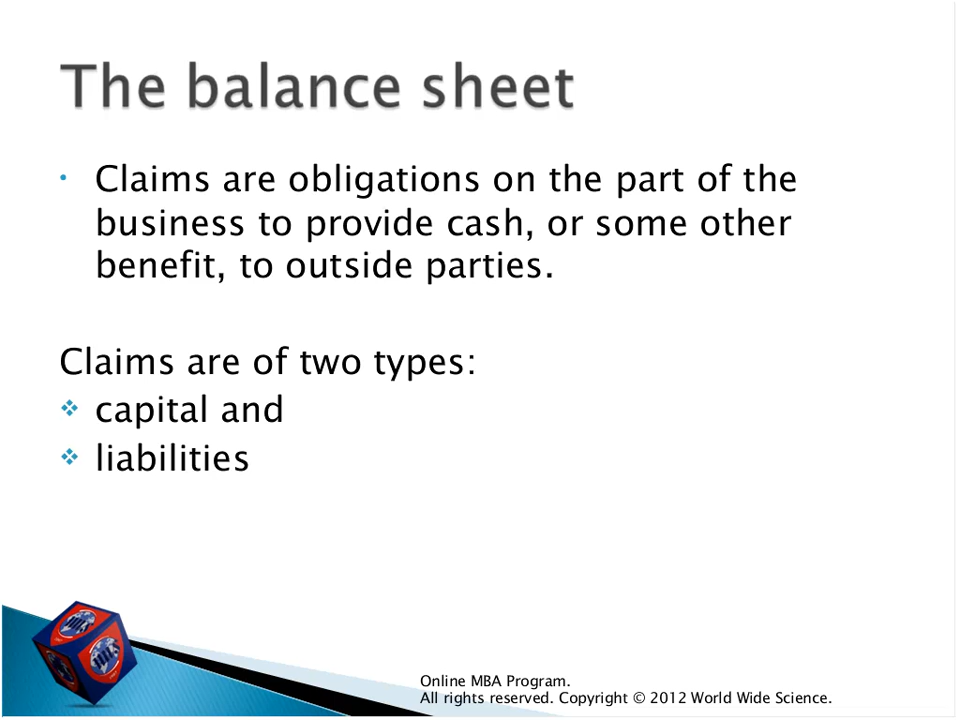 The balance sheet
• Claims are obligations on the part of the
business to provide cash, or some other
benefit, to outside parties.
Claims are of two types:
❖ capital and
❖ liabilities
Online MBA Program.
All rights reserved. Copyright © 2012 World Wide Science.